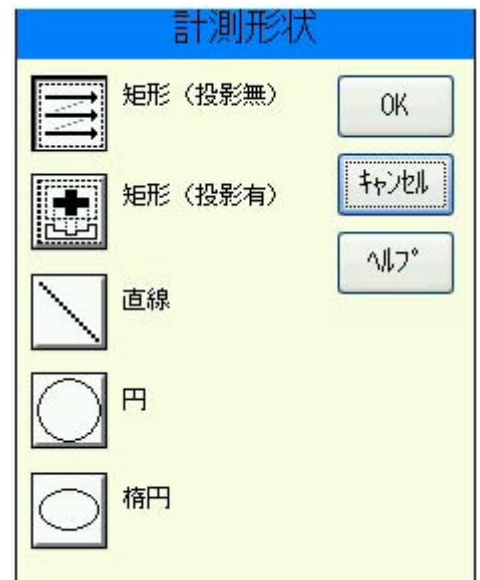 計測形状
矩形（投影無）
OK
矩形（投影有）
ｷｬﾝｾﾙ
ﾍﾙﾌﾟ
直線
円
楕円